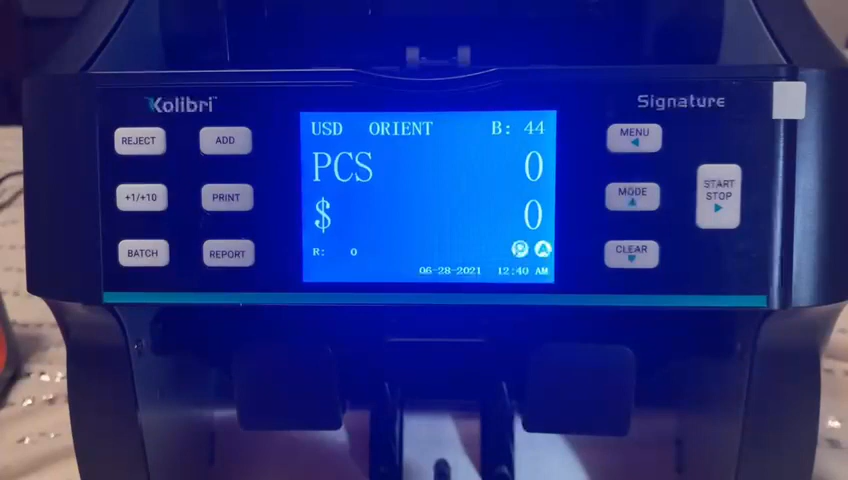 Kolibri
Signature
REJECT
ADD
+1/+10
PRINT
BATCH
REPORT
USD ORIENT B: 44
PCS 0
$ 0
R: 0
06-28-2021 12:40 AM
MENU
MODE
CLEAR
START
STOP